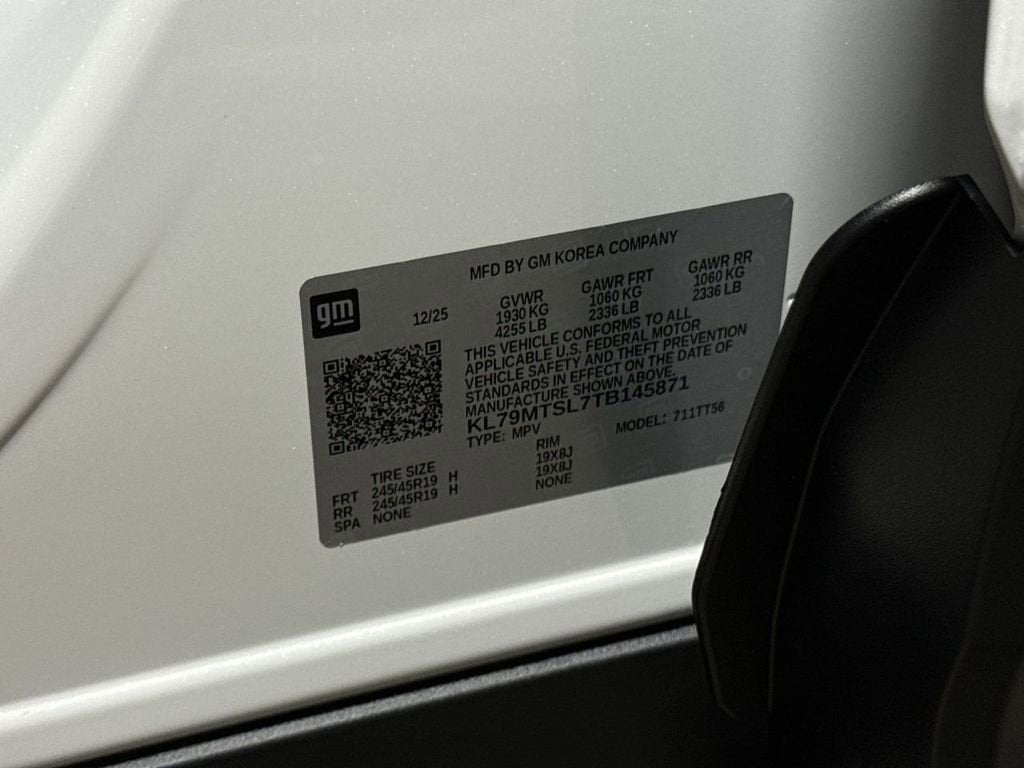 MFD BY GM KOREA COMPANY
gm
12/25
GVWR GAWR FRT GAWR RR
1930 KG 1060 KG 1060 KG
4255 LB 2336 LB 2336 LB
THIS VEHICLE CONFORMS TO ALL
APPLICABLE U.S. FEDERAL MOTOR
VEHICLE SAFETY AND THEFT PREVENTION
STANDARDS IN EFFECT ON THE DATE OF
MANUFACTURE SHOWN ABOVE.
KL79MTSL7TB145871
TYPE: MPV MODEL: 711TT56
TIRE SIZE RIM
FRT 245/45R19 H 19X8J
RR 245/45R19 H 19X8J
SPA NONE NONE